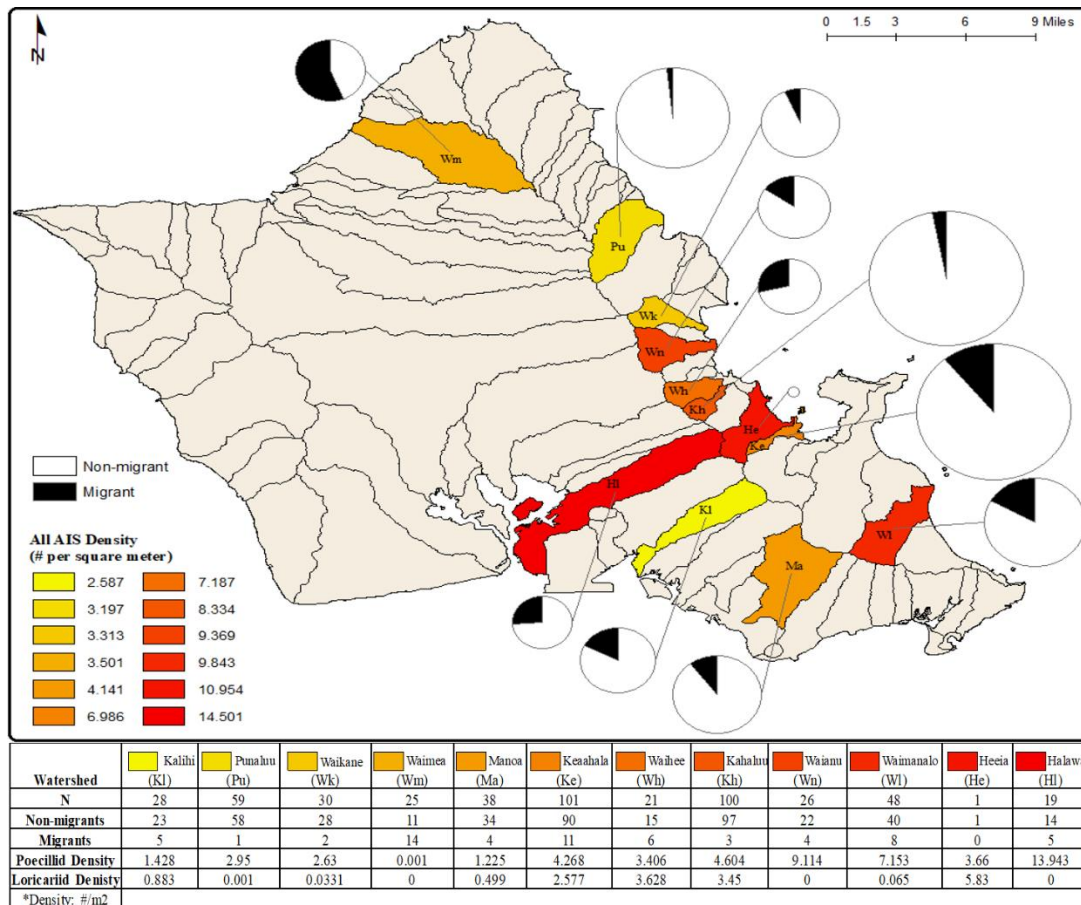 N
0 1.5 3 6 9 Miles
Wm
Pu
Wk
Wn
Wh
Kh
He
Ke
Hl
Kl
Wl
Ma
Non-migrant
Migrant
All AIS Density
(# per square meter)
2.587 7.187
3.197 8.334
3.313 9.369
3.501 9.843
4.141 10.954
6.986 14.501
Watershed Kalihi (Kl) Punaluu (Pu) Waikane (Wk) Waimea (Wm) Manoa (Ma) Keaahala (Ke) Waihee (Wh) Kahaluu (Kh) Waianu (Wn) Waimanalo (Wl) Heeia (He) Halawa (Hl)
N 28 59 30 25 38 101 21 100 26 48 1 19
Non-migrants 23 58 28 11 34 90 15 97 22 40 1 14
Migrants 5 1 2 14 4 11 6 3 4 8 0 5
Poecillid Density 1.428 2.95 2.63 0.001 1.225 4.268 3.406 4.604 9.114 7.153 3.66 13.943
Loricariid Denisty 0.883 0.001 0.0331 0 0.499 2.577 3.628 3.45 0 0.065 5.83 0
*Density: #/m2